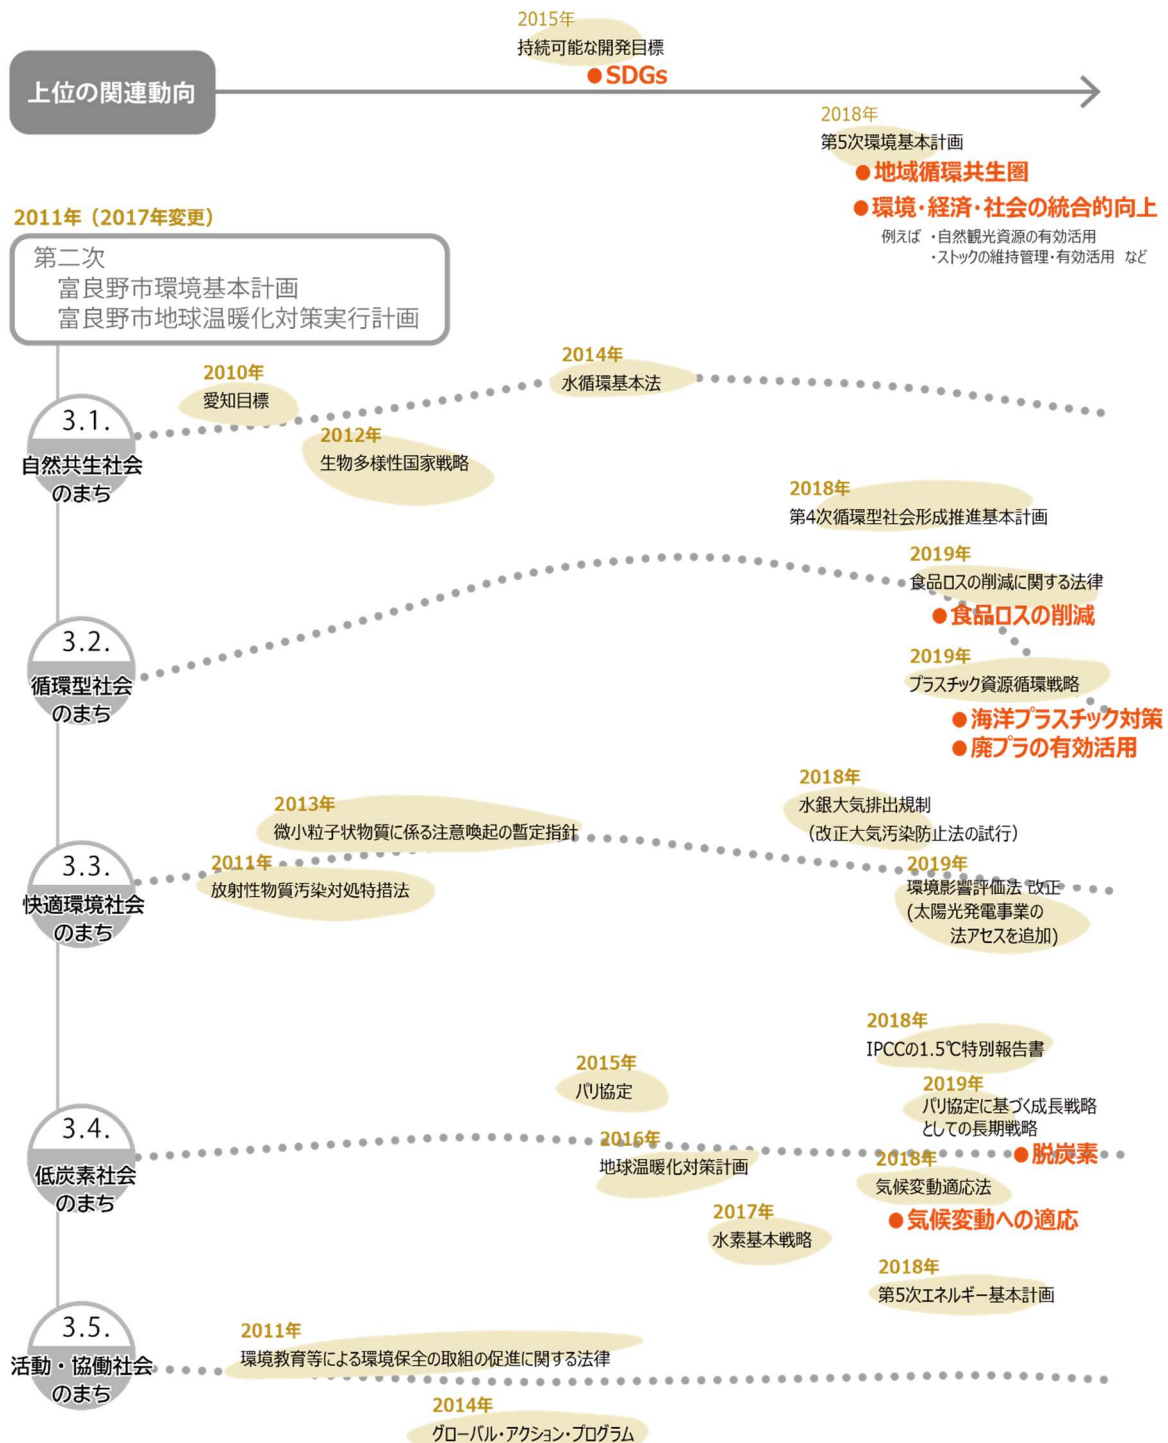 2015年
持続可能な開発目標
●SDGs
上位の関連動向
2018年
第5次環境基本計画
●地域循環共生圏
●環境・経済・社会の統合的向上
例えば ・自然観光資源の有効活用
・ストックの維持管理・有効活用 など
2011年（2017年変更）
第二次
富良野市環境基本計画
富良野市地球温暖化対策実行計画
3.1.
自然共生社会
のまち
2010年
愛知目標
2012年
生物多様性国家戦略
2014年
水循環基本法
3.2.
循環型社会
のまち
2018年
第4次循環型社会形成推進基本計画
2019年
食品ロスの削減に関する法律
●食品ロスの削減
2019年
プラスチック資源循環戦略
●海洋プラスチック対策
●廃プラの有効活用
3.3.
快適環境社会
のまち
2013年
微小粒子状物質に係る注意喚起の暫定指針
2011年
放射性物質汚染対処特措法
2018年
水銀大気排出規制
（改正大気汚染防止法の試行）
2019年
環境影響評価法 改正
(太陽光発電事業の
法アセスを追加)
3.4.
低炭素社会
のまち
2015年
パリ協定
2016年
地球温暖化対策計画
2017年
水素基本戦略
2018年
IPCCの1.5℃特別報告書
2019年
パリ協定に基づく成長戦略
としての長期戦略
●脱炭素
2018年
気候変動適応法
●気候変動への適応
2018年
第5次エネルギー基本計画
3.5.
活動・協働社会
のまち
2011年
環境教育等による環境保全の取組の促進に関する法律
2014年
グローバル・アクション・プログラム